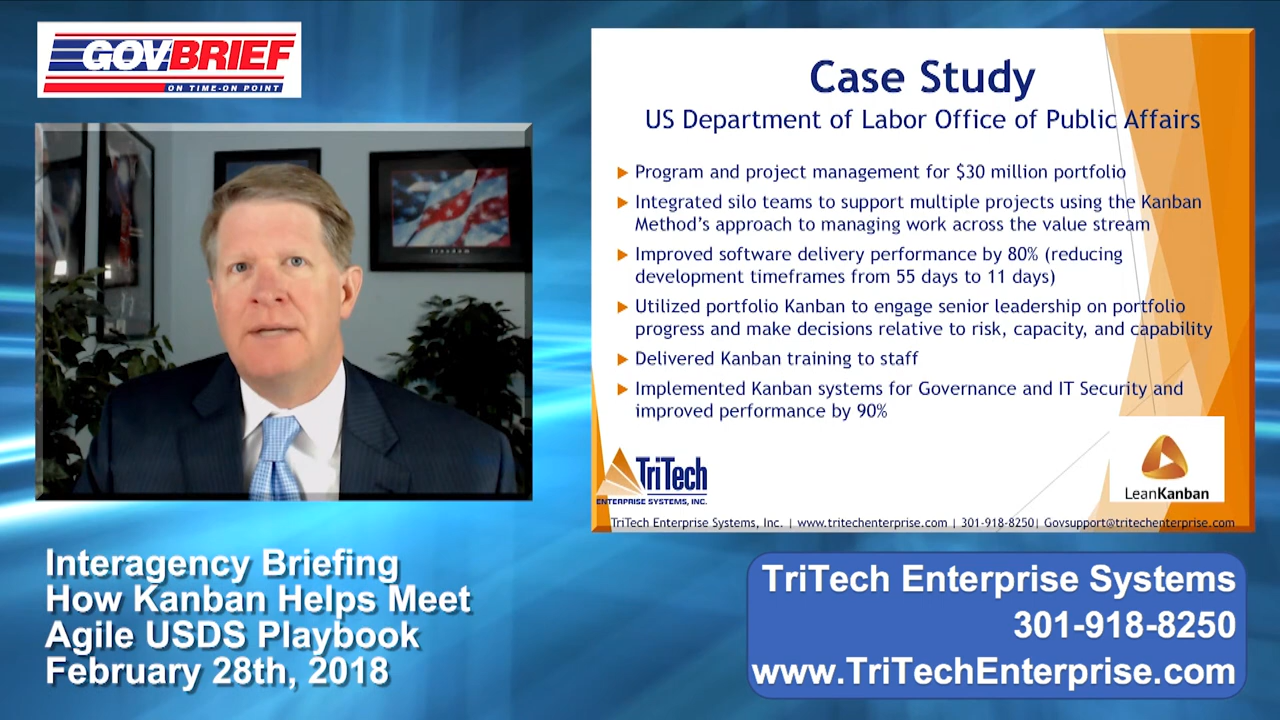 GOVBRIEF
ON TIME-ON POINT
freedom
Interagency Briefing
How Kanban Helps Meet
Agile USDS Playbook
February 28th, 2018
Case Study
US Department of Labor Office of Public Affairs
Program and project management for $30 million portfolio
Integrated silo teams to support multiple projects using the Kanban
Method's approach to managing work across the value stream
Improved software delivery performance by 80% (reducing
development timeframes from 55 days to 11 days)
Utilized portfolio Kanban to engage senior leadership on portfolio
progress and make decisions relative to risk, capacity, and capability
Delivered Kanban training to staff
Implemented Kanban systems for Governance and IT Security and
improved performance by 90%
TriTech
ENTERPRISE SYSTEMS, INC.
LeanKanban
TriTech Enterprise Systems, Inc. | www.tritechenterprise.com | 301-918-8250| Govsupport@tritechenterprise.com
TriTech Enterprise Systems
301-918-8250
www.TriTechEnterprise.com